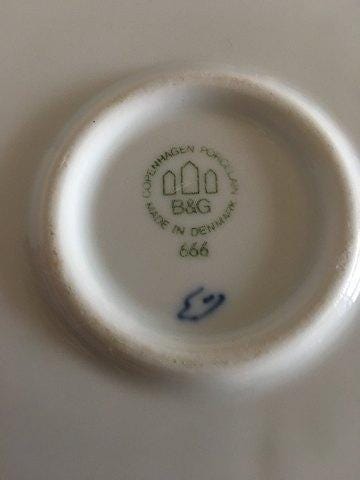 COPENHAGEN PORCELAIN
B&G
MADE IN DENMARK
666